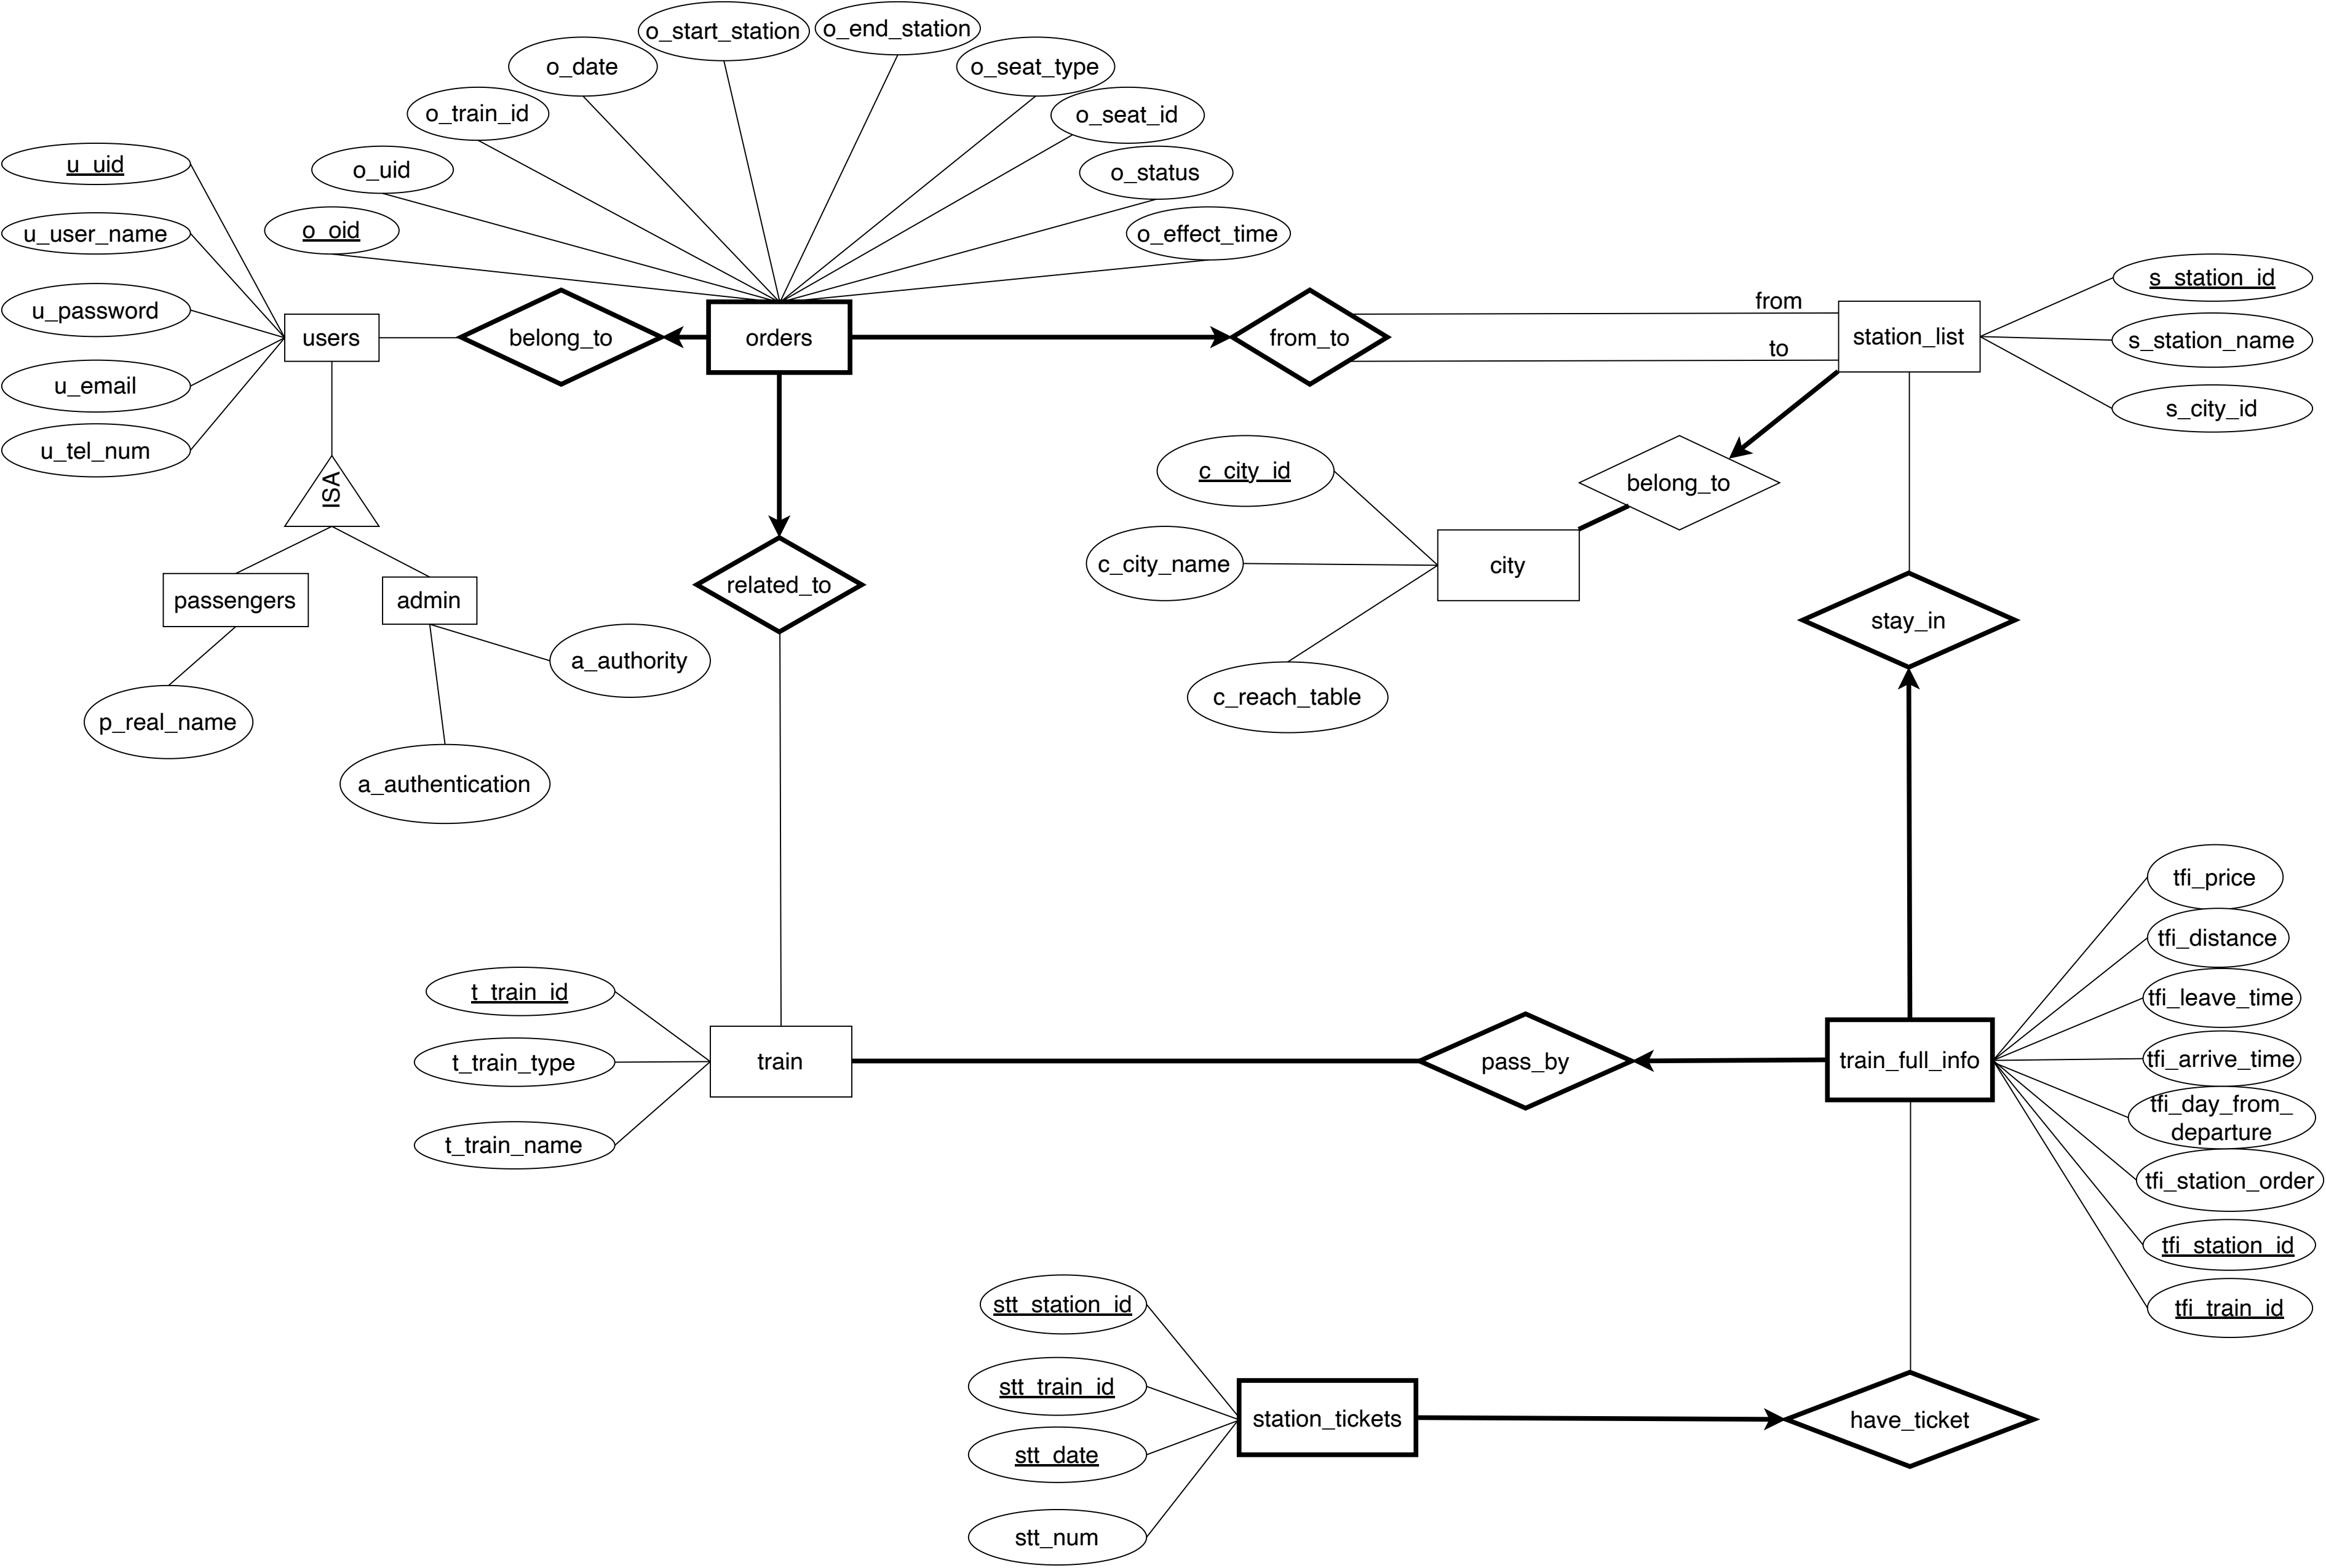 o_start_station
o_end_station
o_date
o_seat_type
o_train_id
o_seat_id
u_uid
o_uid
o_status
u_user_name
o_oid
o_effect_time
u_password
u_email
u_tel_num
users
belong_to
orders
from_to
from
to
station_list
s_station_id
s_station_name
s_city_id
ISA
passengers
admin
p_real_name
a_authority
a_authentication
related_to
c_city_id
c_city_name
c_reach_table
city
belong_to
stay_in
t_train_id
t_train_type
t_train_name
train
pass_by
train_full_info
tfi_price
tfi_distance
tfi_leave_time
tfi_arrive_time
tfi_day_from_
departure
tfi_station_order
tfi_station_id
tfi_train_id
stt_station_id
stt_train_id
stt_date
stt_num
station_tickets
have_ticket